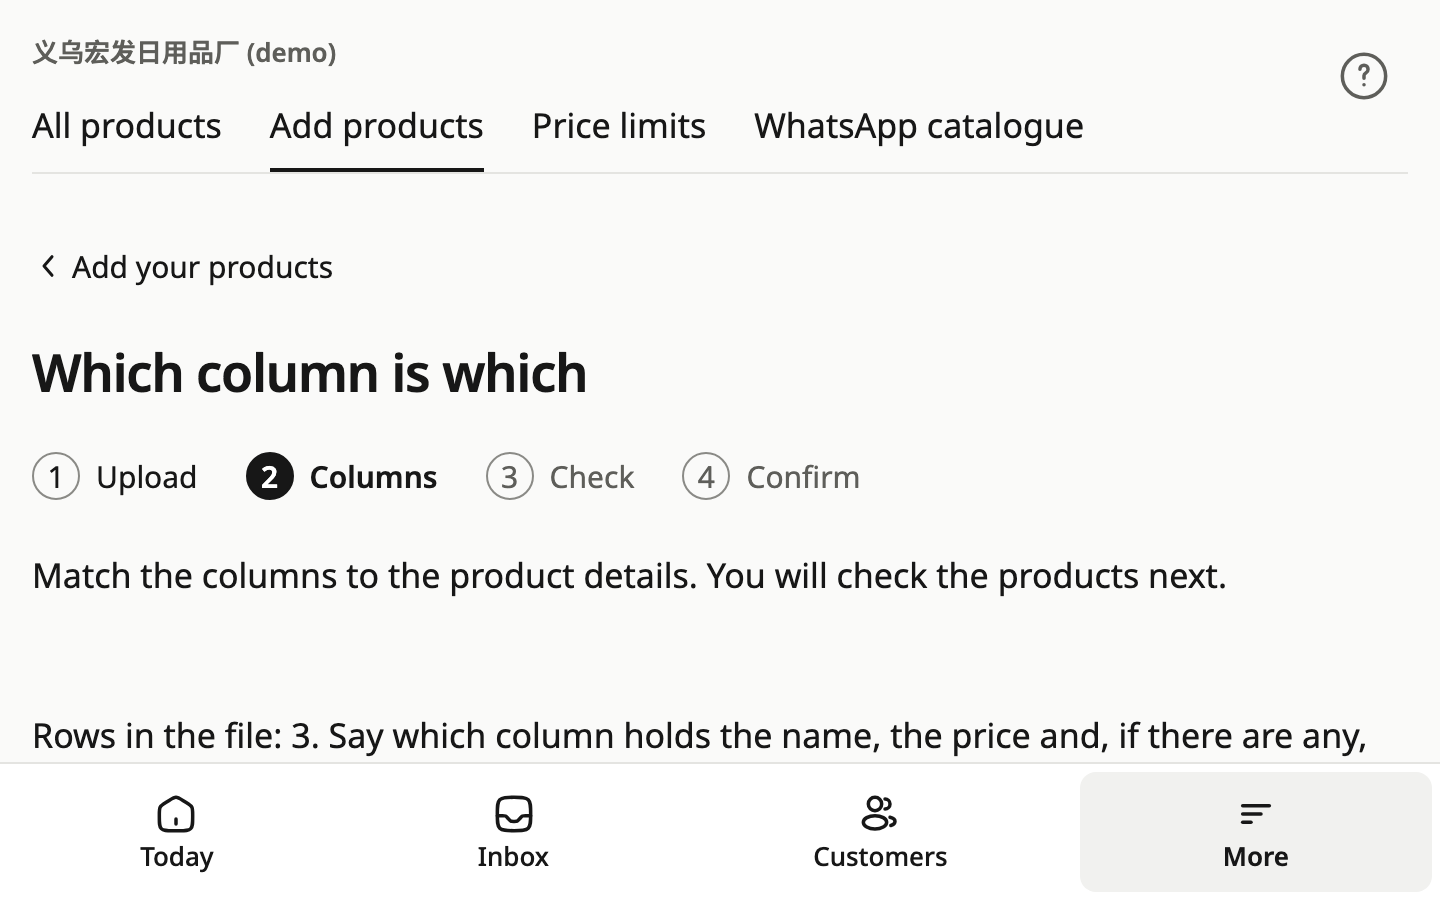 义乌宏发日用品厂 (demo)
?
All products Add products Price limits WhatsApp catalogue
Add your products
Which column is which
1 Upload 2 Columns 3 Check 4 Confirm
Match the columns to the product details. You will check the products next.
Rows in the file: 3. Say which column holds the name, the price and, if there are any,
Today Inbox Customers More